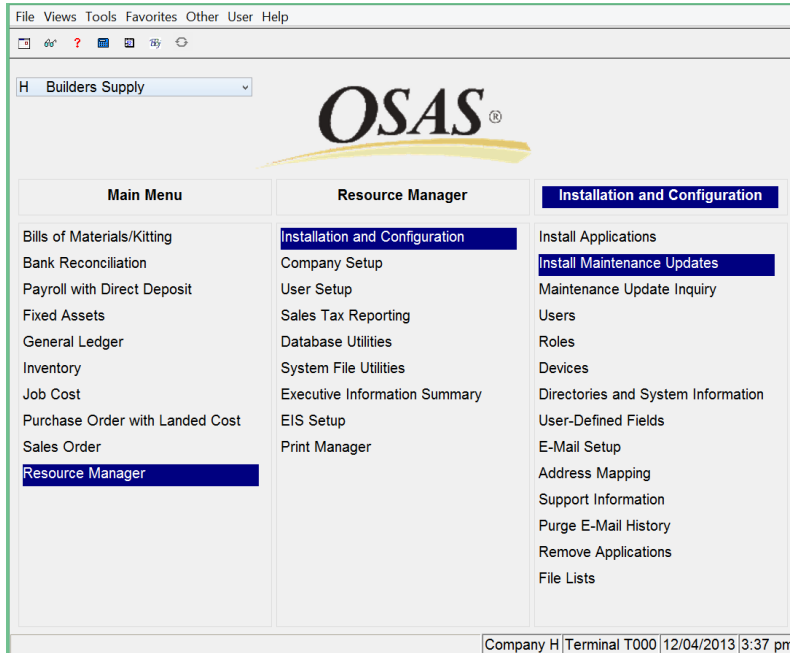 File Views Tools Favorites Other User Help
H Builders Supply
OSAS®
Main Menu
Resource Manager
Installation and Configuration
Bills of Materials/Kitting
Bank Reconciliation
Payroll with Direct Deposit
Fixed Assets
General Ledger
Inventory
Job Cost
Purchase Order with Landed Cost
Sales Order
Resource Manager
Installation and Configuration
Company Setup
User Setup
Sales Tax Reporting
Database Utilities
System File Utilities
Executive Information Summary
EIS Setup
Print Manager
Install Applications
Install Maintenance Updates
Maintenance Update Inquiry
Users
Roles
Devices
Directories and System Information
User-Defined Fields
E-Mail Setup
Address Mapping
Support Information
Purge E-Mail History
Remove Applications
File Lists
Company H Terminal T000 12/04/2013 3:37 pm